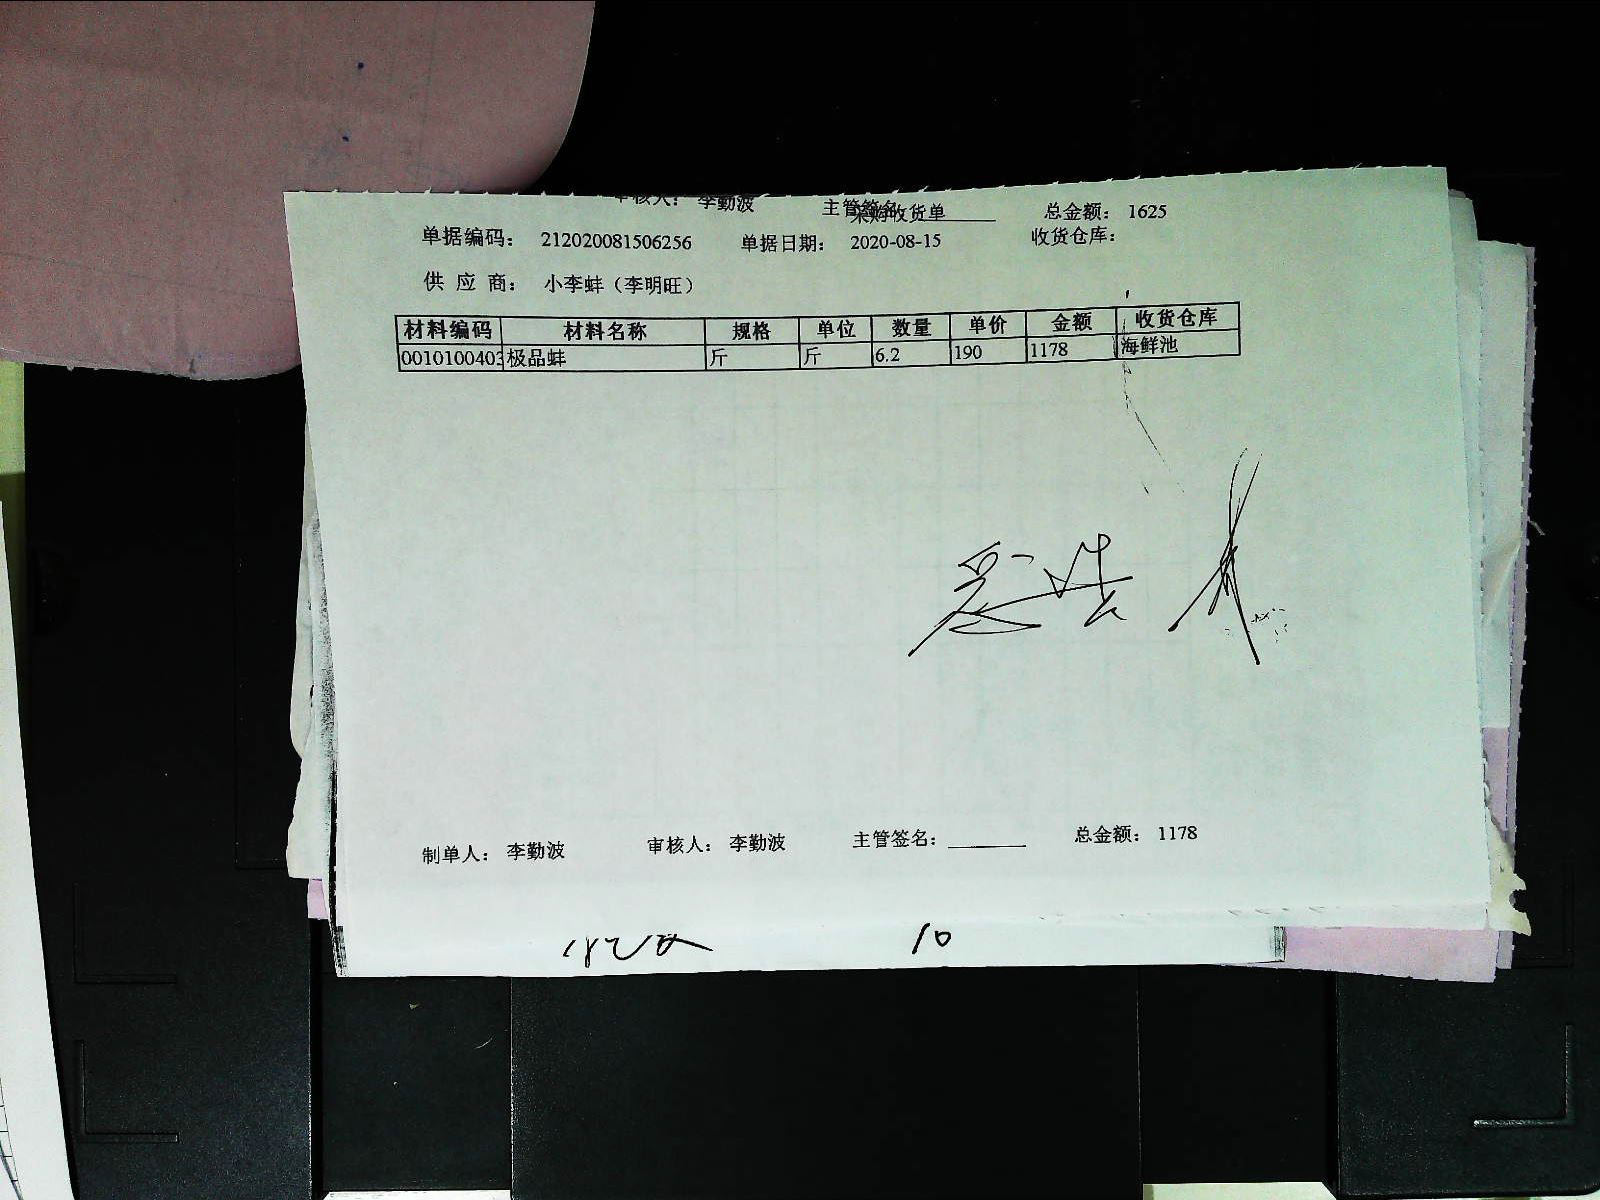 审核人： 李勤波 主管签名 总金额： 1625
采购收货单
单据编码： 212020081506256 单据日期： 2020-08-15 收货仓库：
供 应 商： 小李蚌（李明旺）
材料编码 材料名称 规格 单位 数量 单价 金额 收货仓库
0010100403 极品蚌 斤 斤 6.2 190 1178 海鲜池
制单人： 李勤波 审核人： 李勤波 主管签名： 总金额： 1178
10